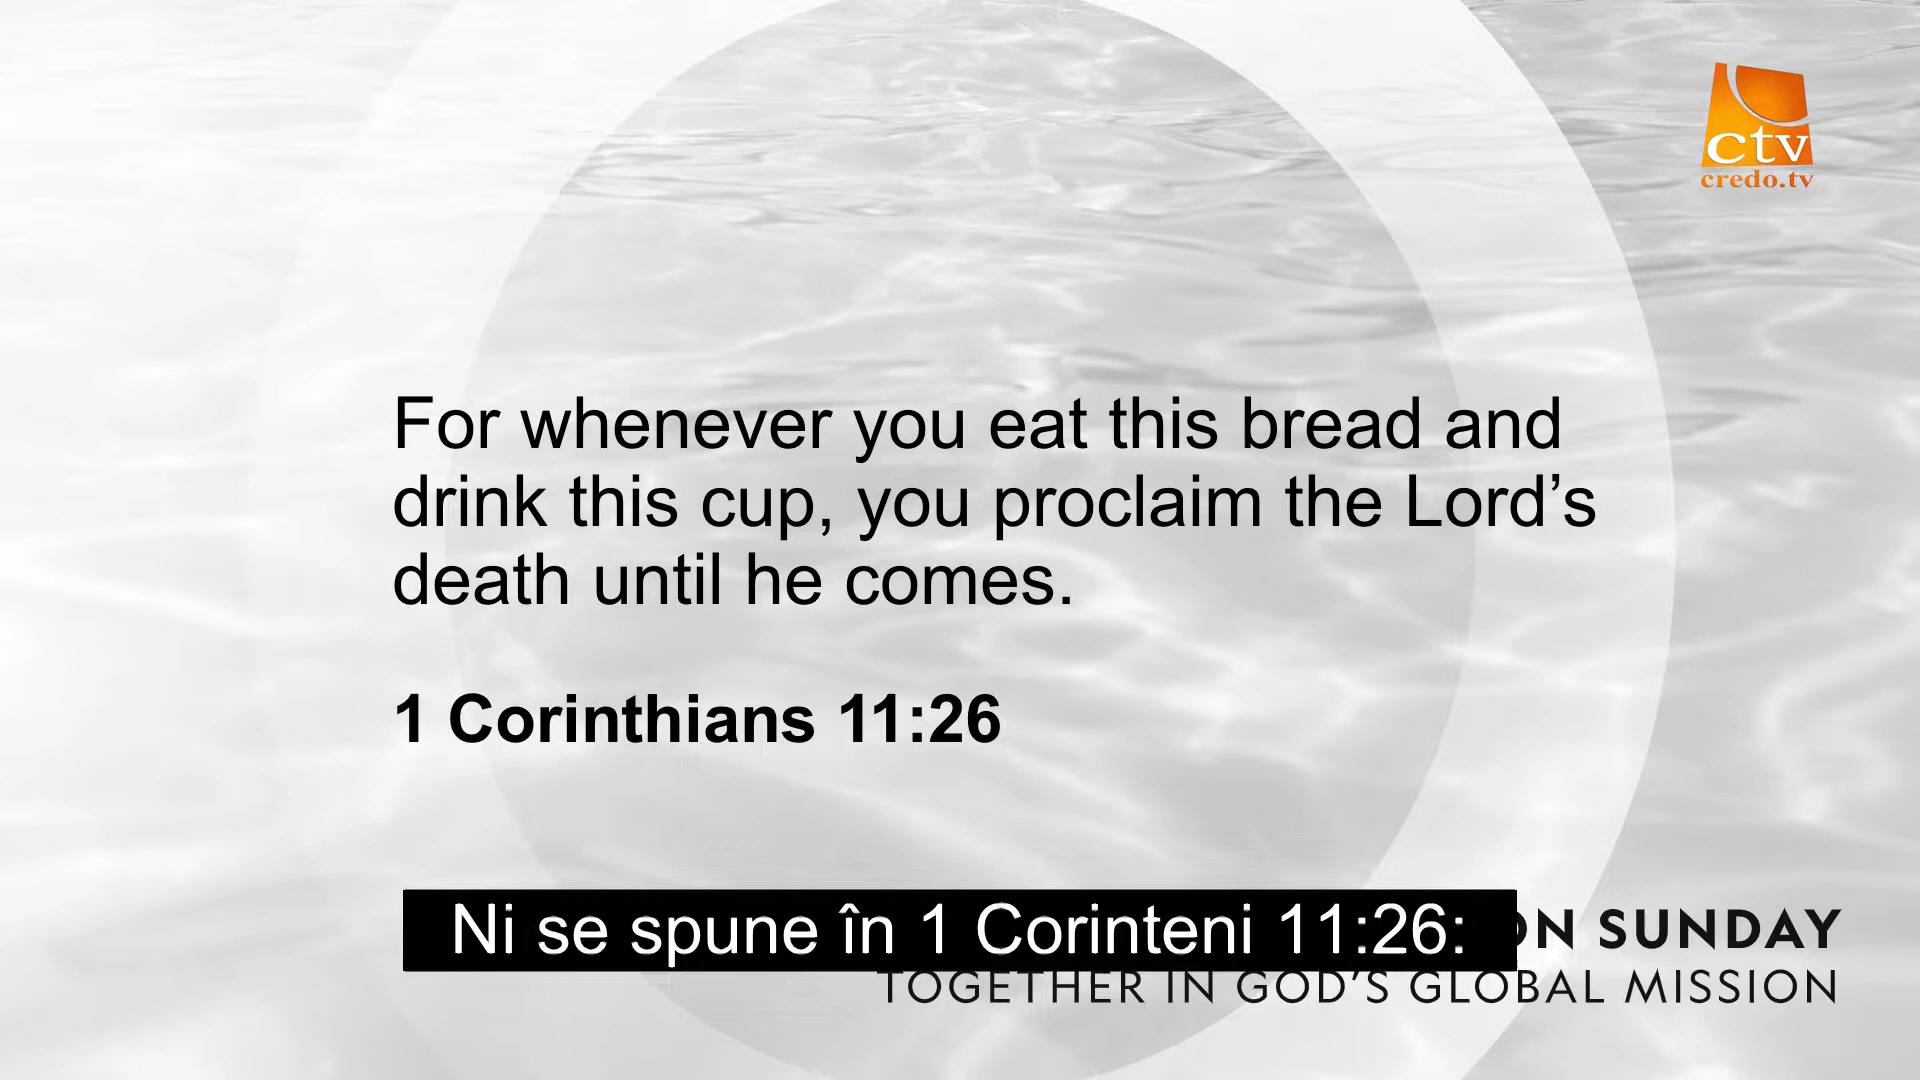 ctv
credo.tv
For whenever you eat this bread and
drink this cup, you proclaim the Lord’s
death until he comes.
1 Corinthians 11:26
Ni se spune în 1 Corinteni 11:26:
ON SUNDAY
TOGETHER IN GOD’S GLOBAL MISSION